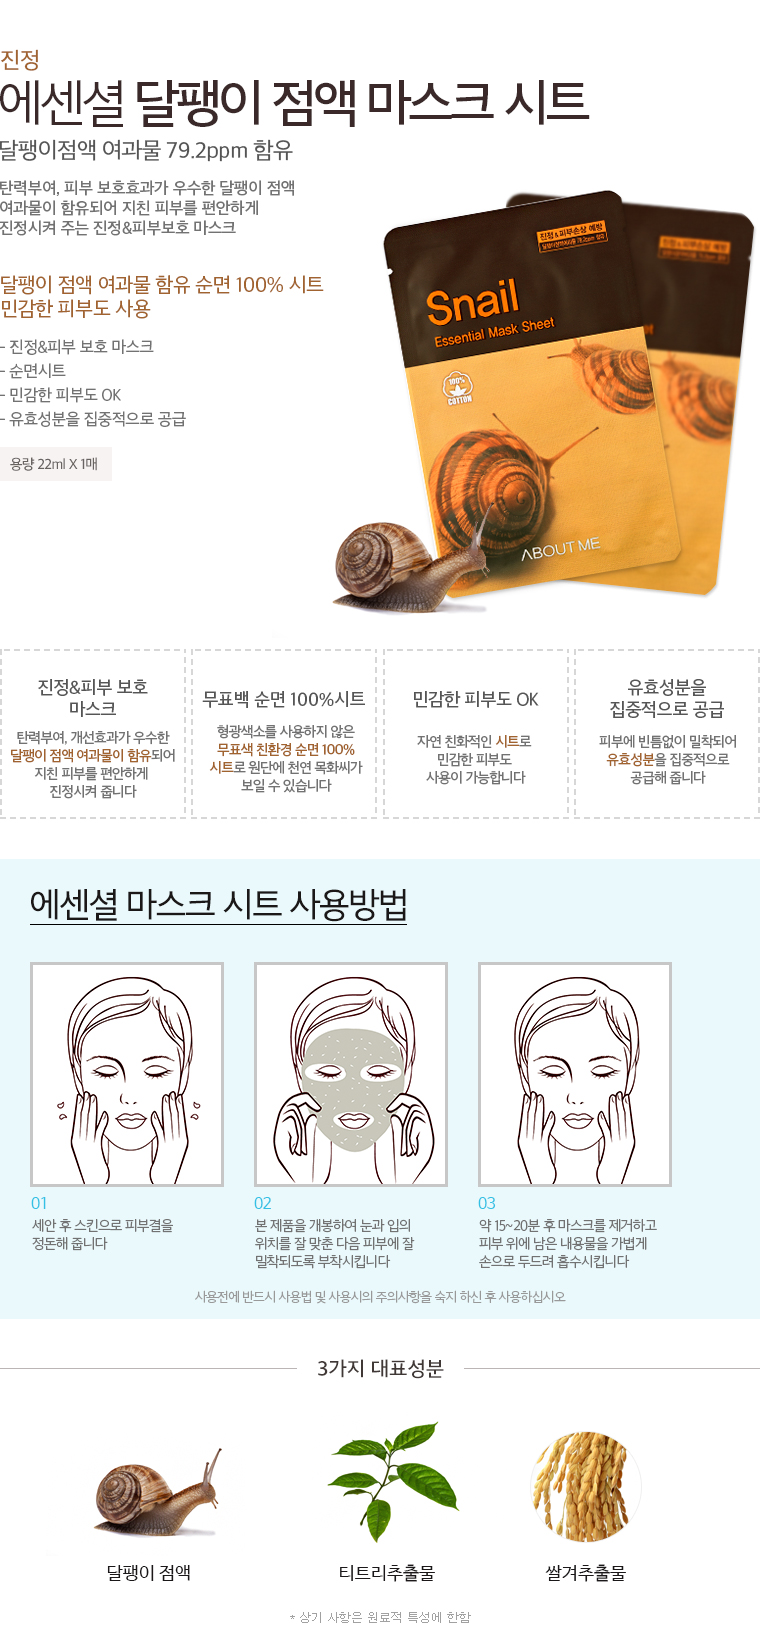 진정
에센셜 달팽이 점액 마스크 시트
달팽이점액 여과물 79.2ppm 함유
탄력부여, 피부 보호효과가 우수한 달팽이 점액
여과물이 함유되어 지친 피부를 편안하게
진정시켜 주는 진정&피부보호 마스크
달팽이 점액 여과물 함유 순면 100% 시트
민감한 피부도 사용
- 진정&피부 보호 마스크
- 순면시트
- 민감한 피부도 OK
- 유효성분을 집중적으로 공급
용량 22ml X 1매
진정&피부손상 예방
달팽이점액여과물 79.2ppm 함유
Snail
Essential Mask Sheet
100%
COTTON
ABOUT ME
진정&피부 보호
마스크
탄력부여, 개선효과가 우수한
달팽이 점액 여과물이 함유되어
지친 피부를 편안하게
진정시켜 줍니다
무표백 순면 100%시트
형광색소를 사용하지 않은
무표색 친환경 순면 100%
시트로 원단에 천연 목화씨가
보일 수 있습니다
민감한 피부도 OK
자연 친화적인 시트로
민감한 피부도
사용이 가능합니다
유효성분을
집중적으로 공급
피부에 빈틈없이 밀착되어
유효성분을 집중적으로
공급해 줍니다
에센셜 마스크 시트 사용방법
01
세안 후 스킨으로 피부결을
정돈해 줍니다
02
본 제품을 개봉하여 눈과 입의
위치를 잘 맞춘 다음 피부에 잘
밀착되도록 부착시킵니다
03
약 15~20분 후 마스크를 제거하고
피부 위에 남은 내용물을 가볍게
손으로 두드려 흡수시킵니다
사용전에 반드시 사용법 및 사용시의 주의사항을 숙지 하신 후 사용하십시오
3가지 대표성분
달팽이 점액
티트리추출물
쌀겨추출물
* 상기 사항은 원료적 특성에 한함